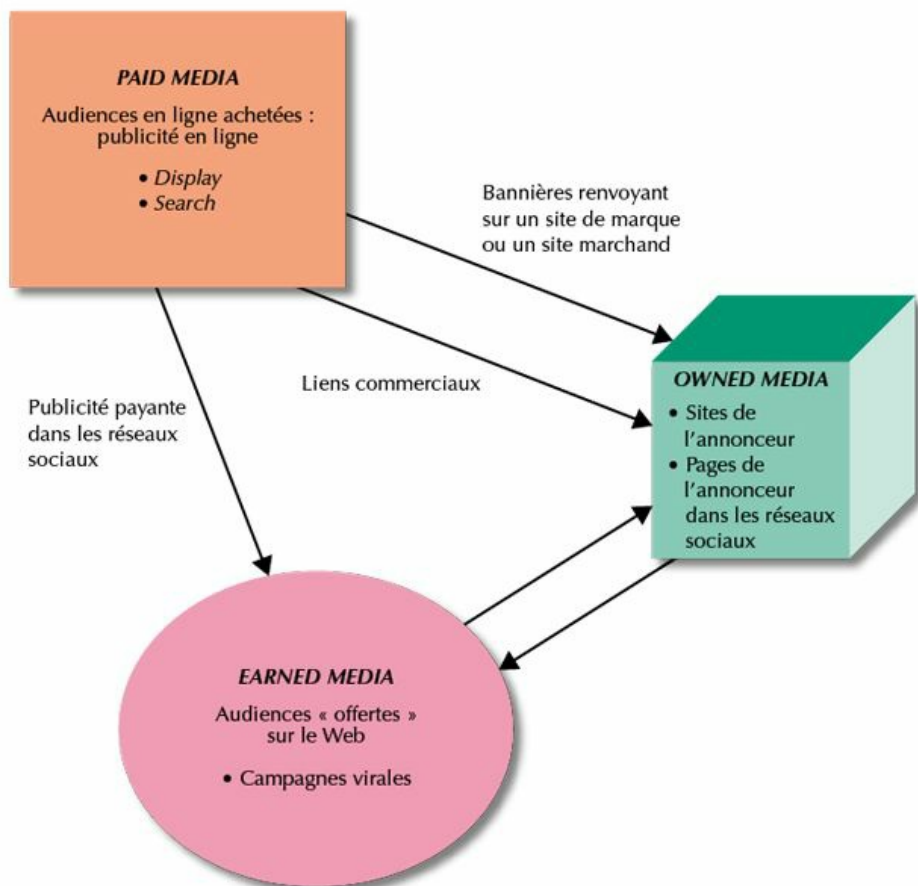 PAID MEDIA
Audiences en ligne achetées :
publicité en ligne
• Display
• Search
Bannières renvoyant
sur un site de marque
ou un site marchand
Liens commerciaux
Publicité payante
dans les réseaux
sociaux
OWNED MEDIA
• Sites de
l’annonceur
• Pages de
l’annonceur
dans les réseaux
sociaux
EARNED MEDIA
Audiences « offertes »
sur le Web
• Campagnes virales